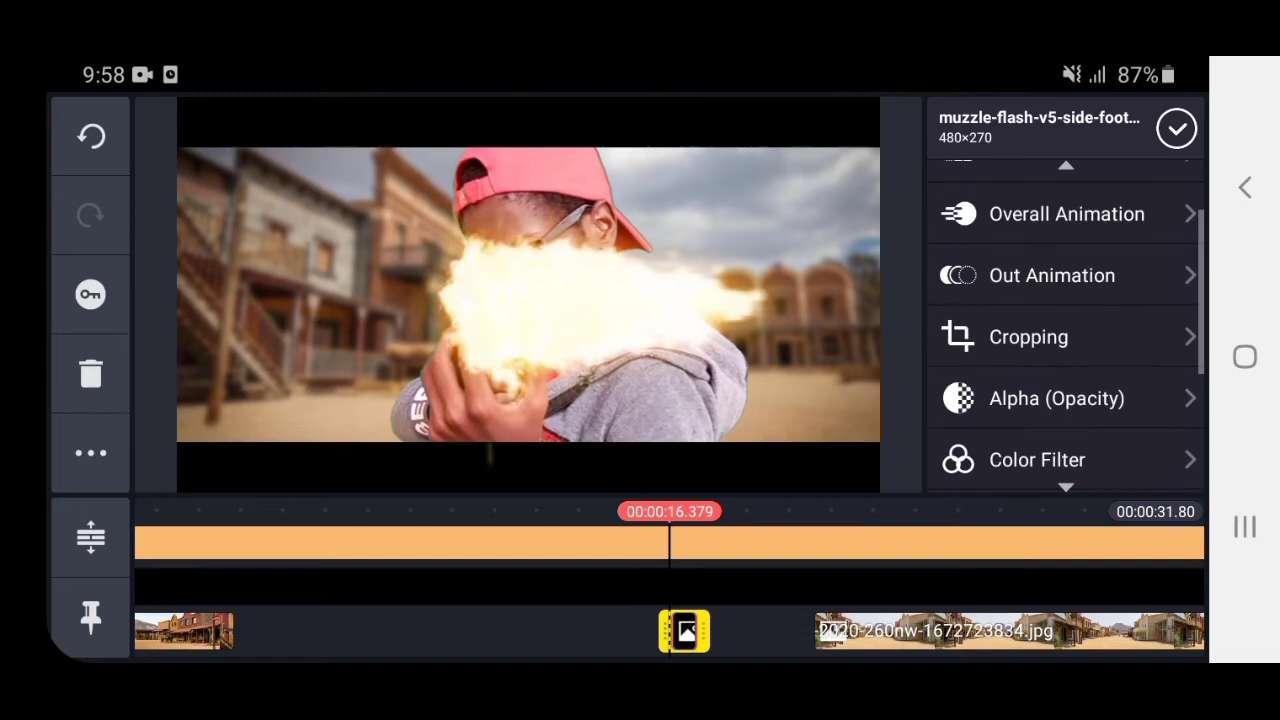 9:58
87%
muzzle-flash-v5-side-foot...
480×270
Overall Animation
Out Animation
Cropping
Alpha (Opacity)
Color Filter
00:00:16.379
00:00:31.80
-2020-260nw-1672723834.jpg